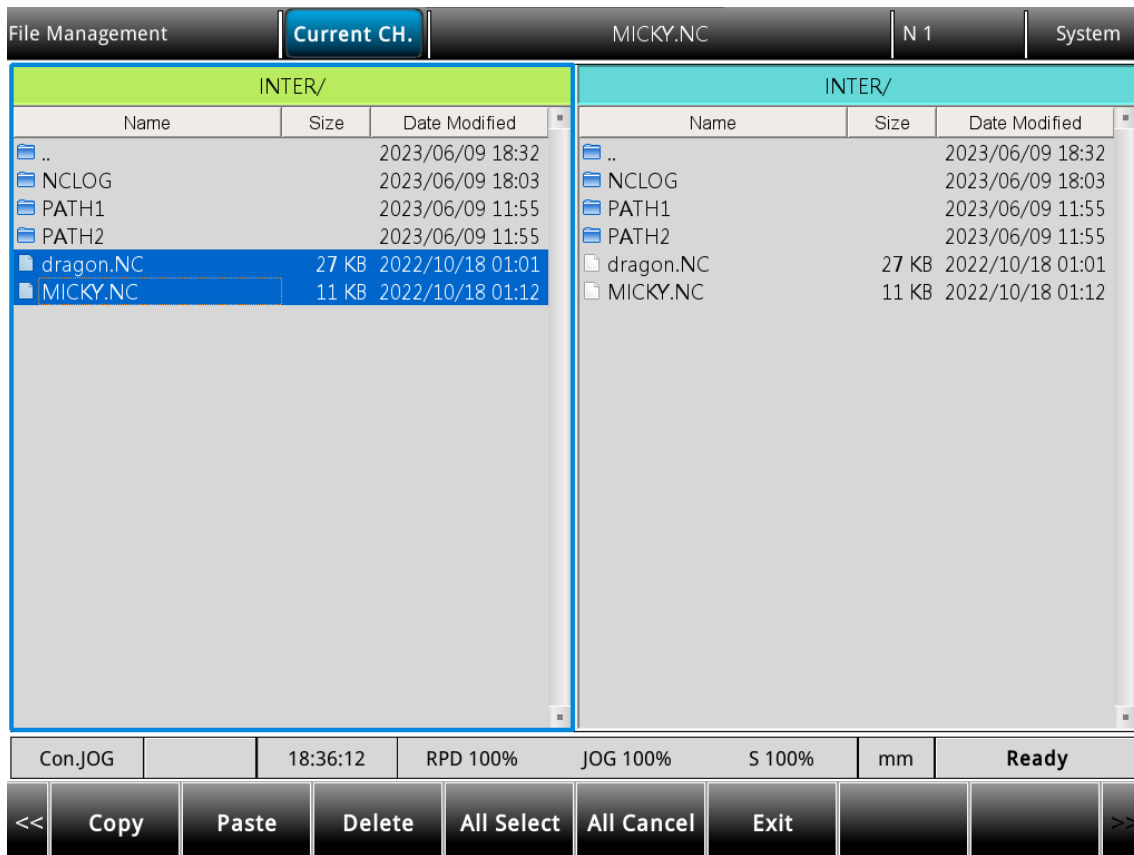 File Management Current CH. MICKY.NC N 1 System
INTER/ INTER/
Name Size Date Modified Name Size Date Modified
.. 2023/06/09 18:32 .. 2023/06/09 18:32
NCLOG 2023/06/09 18:03 NCLOG 2023/06/09 18:03
PATH1 2023/06/09 11:55 PATH1 2023/06/09 11:55
PATH2 2023/06/09 11:55 PATH2 2023/06/09 11:55
dragon.NC 27 KB 2022/10/18 01:01 dragon.NC 27 KB 2022/10/18 01:01
MICKY.NC 11 KB 2022/10/18 01:12 MICKY.NC 11 KB 2022/10/18 01:12
Con.JOG 18:36:12 RPD 100% JOG 100% S 100% mm Ready
<< Copy Paste Delete All Select All Cancel Exit >>